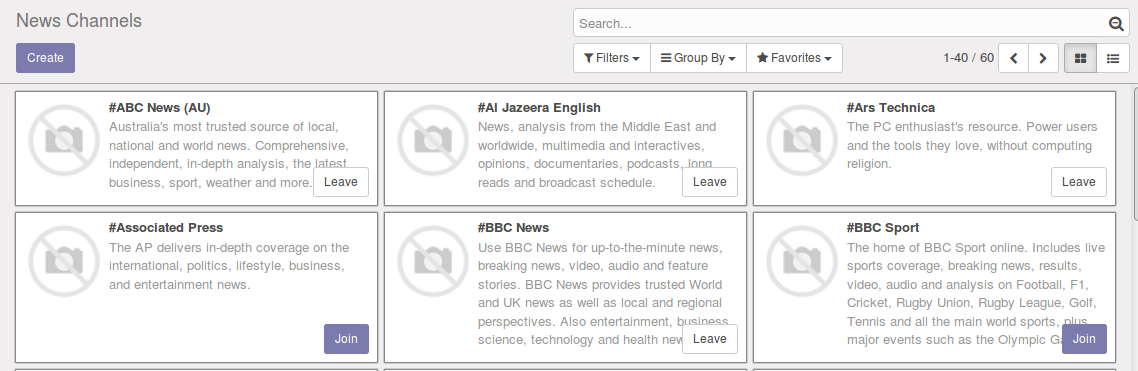 News Channels
Search...
Create
Filters Group By Favorites 1-40 / 60
#ABC News (AU)
Australia's most trusted source of local,
national and world news. Comprehensive,
independent, in-depth analysis, the latest
business, sport, weather and more.
Leave
#Al Jazeera English
News, analysis from the Middle East and
worldwide, multimedia and interactives,
opinions, documentaries, podcasts, long
reads and broadcast schedule.
Leave
#Ars Technica
The PC enthusiast's resource. Power users
and the tools they love, without computing
religion.
Leave
#Associated Press
The AP delivers in-depth coverage on the
international, politics, lifestyle, business,
and entertainment news.
Join
#BBC News
Use BBC News for up-to-the-minute news,
breaking news, video, audio and feature
stories. BBC News provides trusted World
and UK news as well as local and regional
perspectives. Also entertainment, business,
science, technology and health
Leave
#BBC Sport
The home of BBC Sport online. Includes live
sports coverage, breaking news, results,
video, audio and analysis on Football, F1,
Cricket, Rugby Union, Rugby League, Golf,
Tennis and all the main world sports, plus
major events such as the Olympic
Join